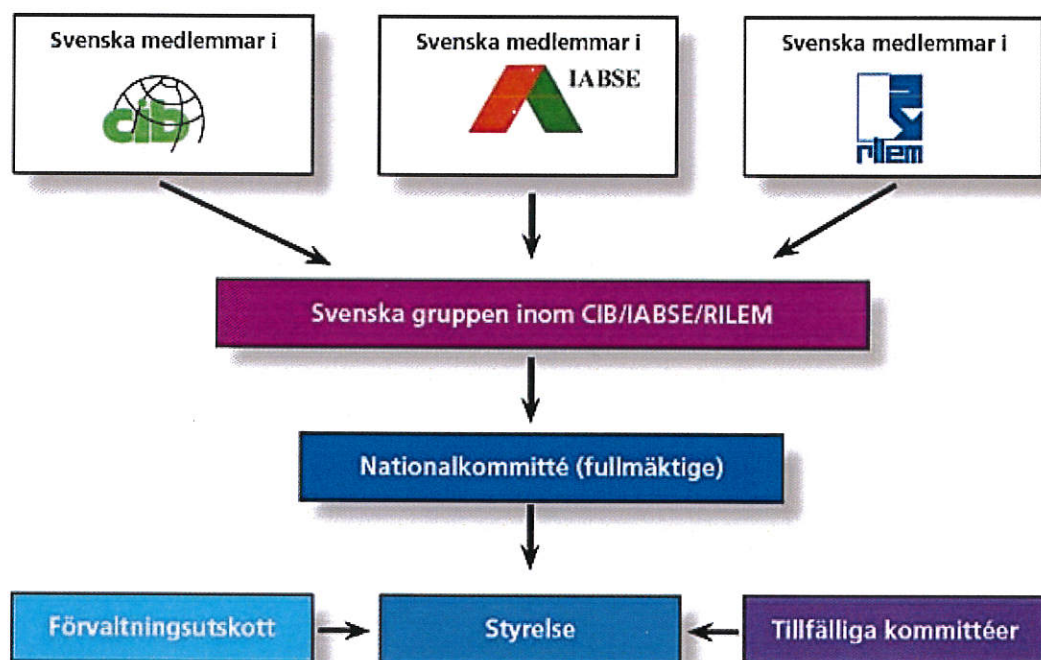 Svenska medlemmar i
cib
Svenska medlemmar i
IABSE
Svenska medlemmar i
rilem
Svenska gruppen inom CIB/IABSE/RILEM
Nationalkommitté (fullmäktige)
Förvaltningsutskott
Styrelse
Tillfälliga kommittéer